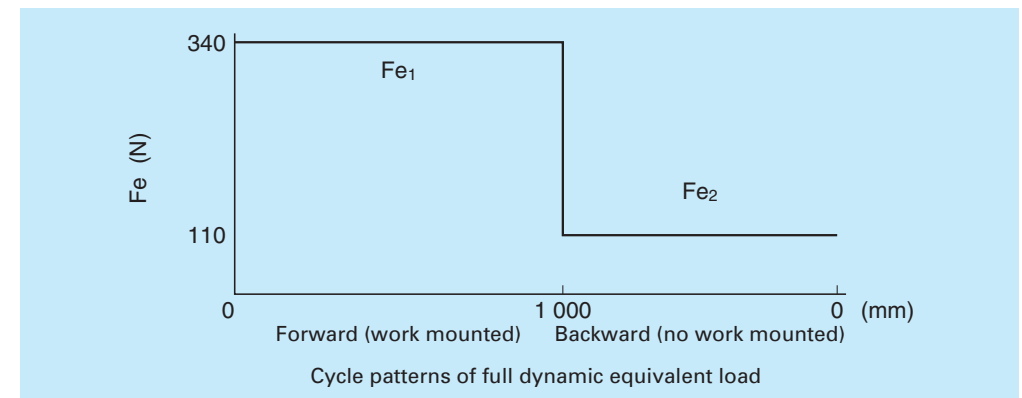 340
Fe₁
Fe (N)
Fe₂
110
0 1 000 0 (mm)
Forward (work mounted) Backward (no work mounted)
Cycle patterns of full dynamic equivalent load